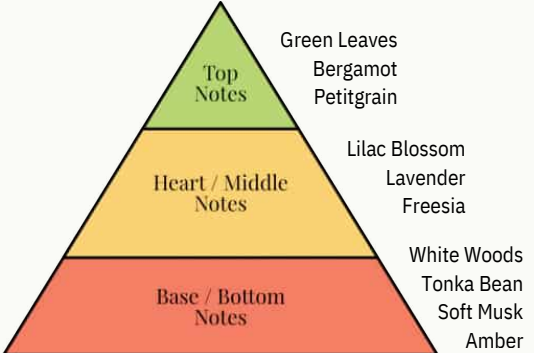 Top
Notes
Green Leaves
Bergamot
Petitgrain
Heart / Middle
Notes
Lilac Blossom
Lavender
Freesia
Base / Bottom
Notes
White Woods
Tonka Bean
Soft Musk
Amber